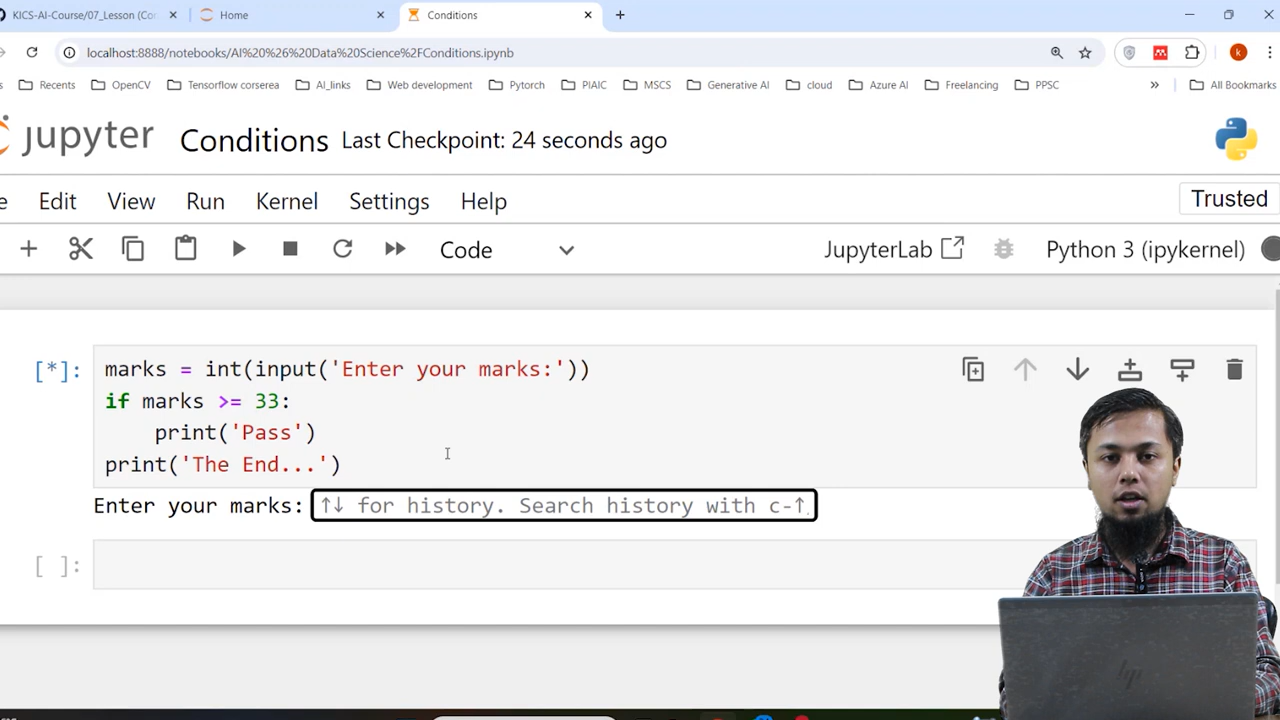 KICS-AI-Course/07_Lesson (Co
Home
Conditions
localhost:8888/notebooks/AI%20%26%20Data%20Science%2FConditions.ipynb
k
Recents
OpenCV
Tensorflow corserea
AI_links
Web development
Pytorch
PIAIC
MSCS
Generative AI
cloud
Azure AI
Freelancing
PPSC
»
All Bookmarks
jupyter
Conditions
Last Checkpoint: 24 seconds ago
e
Edit
View
Run
Kernel
Settings
Help
Trusted
Code
JupyterLab
Python 3 (ipykernel)
[*]:
marks = int(input('Enter your marks:'))
if marks >= 33:
    print('Pass')
print('The End...')
Enter your marks: ↑↓ for history. Search history with c-↑
[ ]: